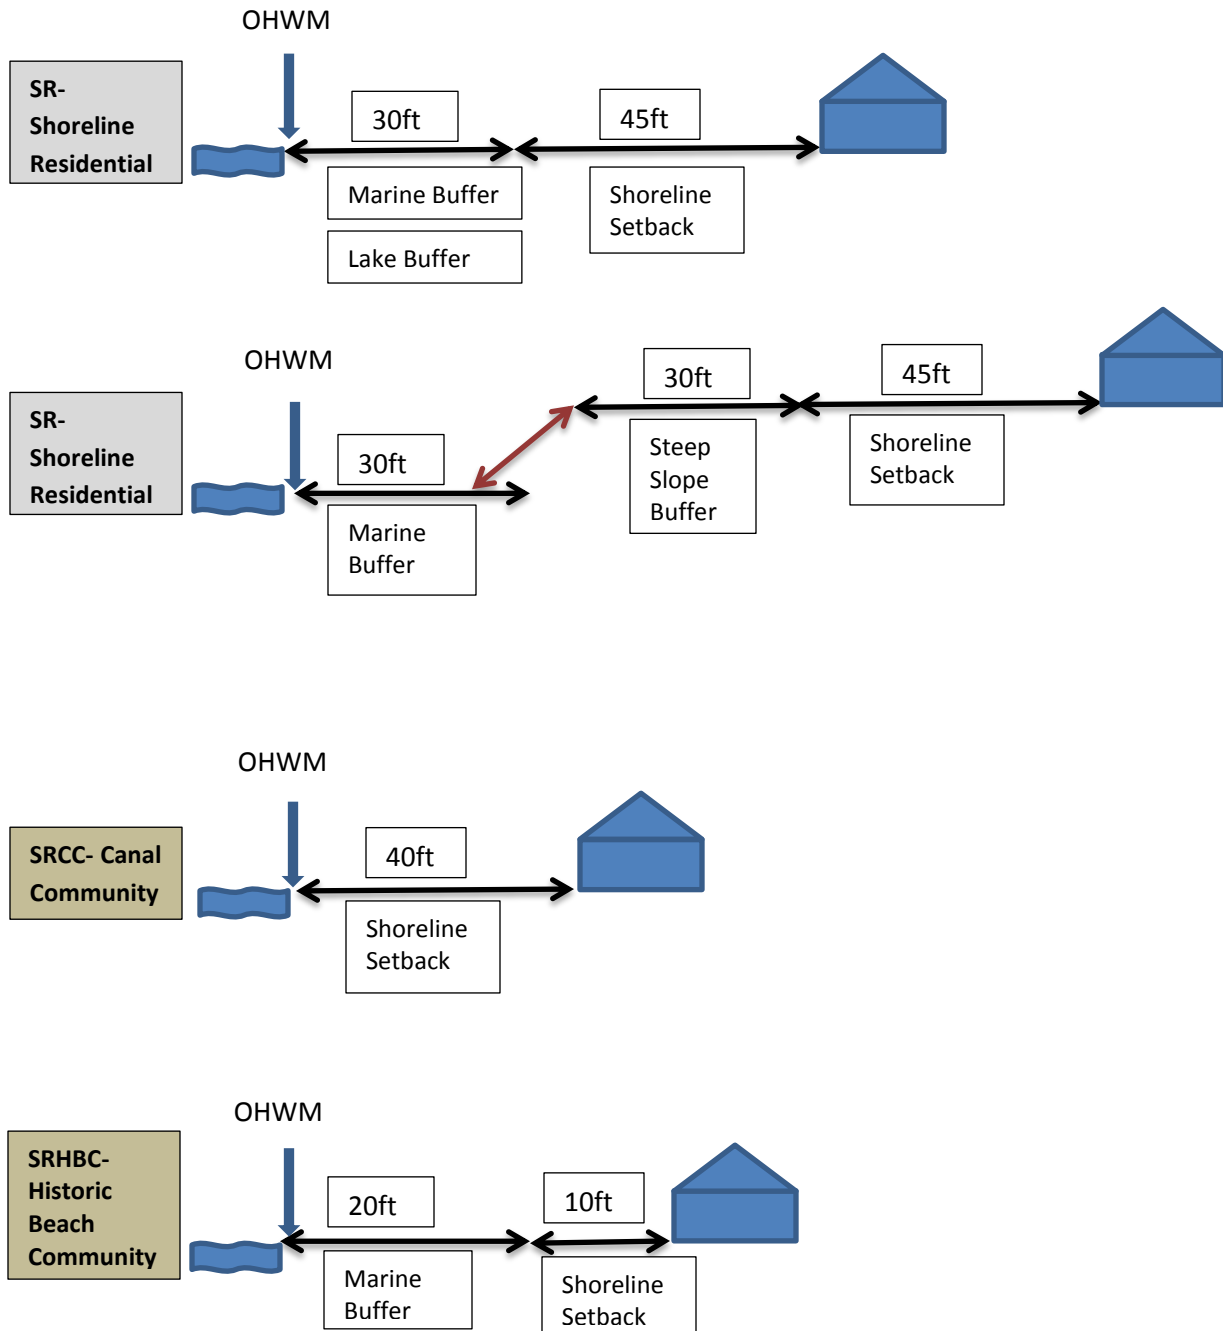 OHWM
SR-
Shoreline
Residential
30ft
45ft
Marine Buffer
Lake Buffer
Shoreline
Setback
OHWM
SR-
Shoreline
Residential
30ft
Marine
Buffer
30ft
45ft
Steep
Slope
Buffer
Shoreline
Setback
OHWM
SRCC- Canal
Community
40ft
Shoreline
Setback
OHWM
SRHBC-
Historic
Beach
Community
20ft
10ft
Marine
Buffer
Shoreline
Setback